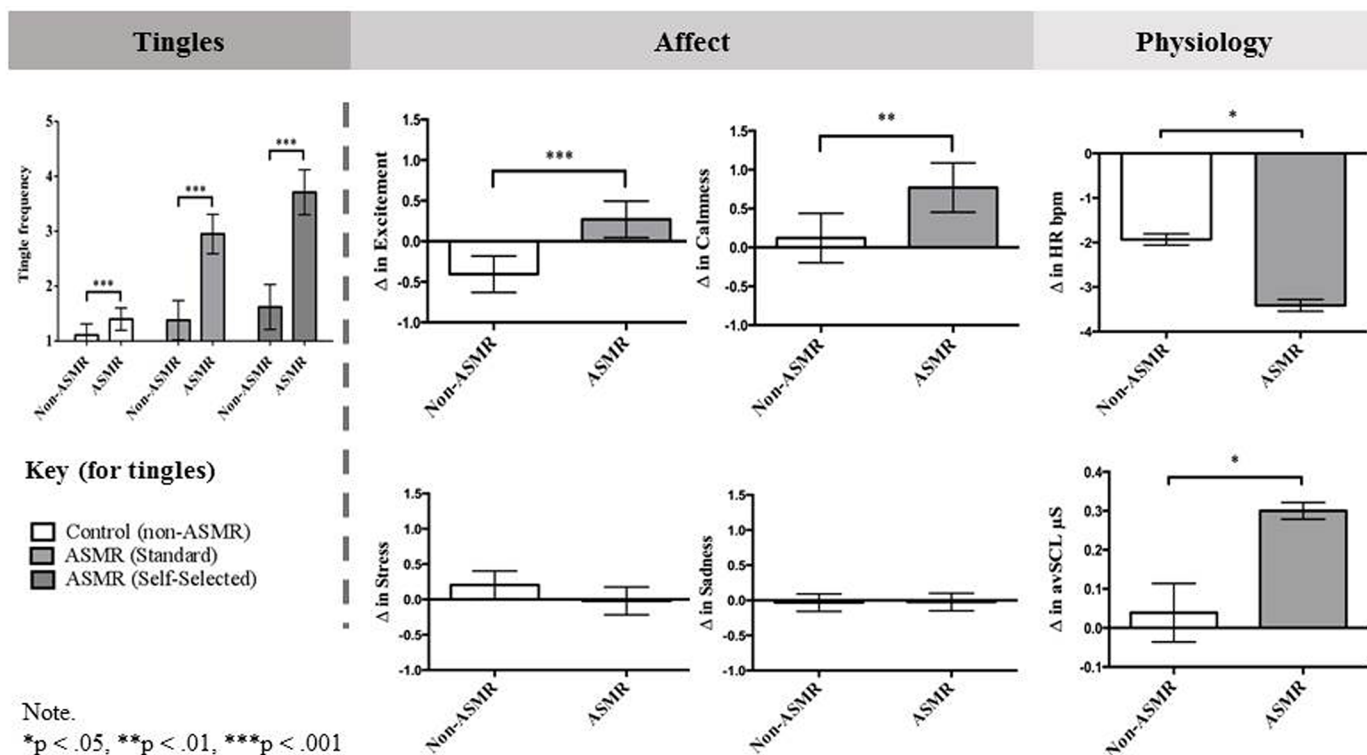 Tingles
Affect
Physiology
Tingle frequency
5
4
3
2
1
***
***
***
Non-ASMR
ASMR
Non-ASMR
ASMR
Non-ASMR
ASMR
Key (for tingles)
Control (non-ASMR)
ASMR (Standard)
ASMR (Self-Selected)
Note.
*p < .05, **p < .01, ***p < .001
Δ in Excitement
1.5
1.0
0.5
0.0
-0.5
-1.0
***
Non-ASMR
ASMR
Δ in Calmness
1.5
1.0
0.5
0.0
-0.5
-1.0
**
Non-ASMR
ASMR
Δ in HR bpm
0
-1
-2
-3
-4
*
Non-ASMR
ASMR
Δ in Stress
1.5
1.0
0.5
0.0
-0.5
-1.0
Non-ASMR
ASMR
Δ in Sadness
1.5
1.0
0.5
0.0
-0.5
-1.0
Non-ASMR
ASMR
Δ in avSCL µS
0.4
0.3
0.2
0.1
0.0
-0.1
*
Non-ASMR
ASMR